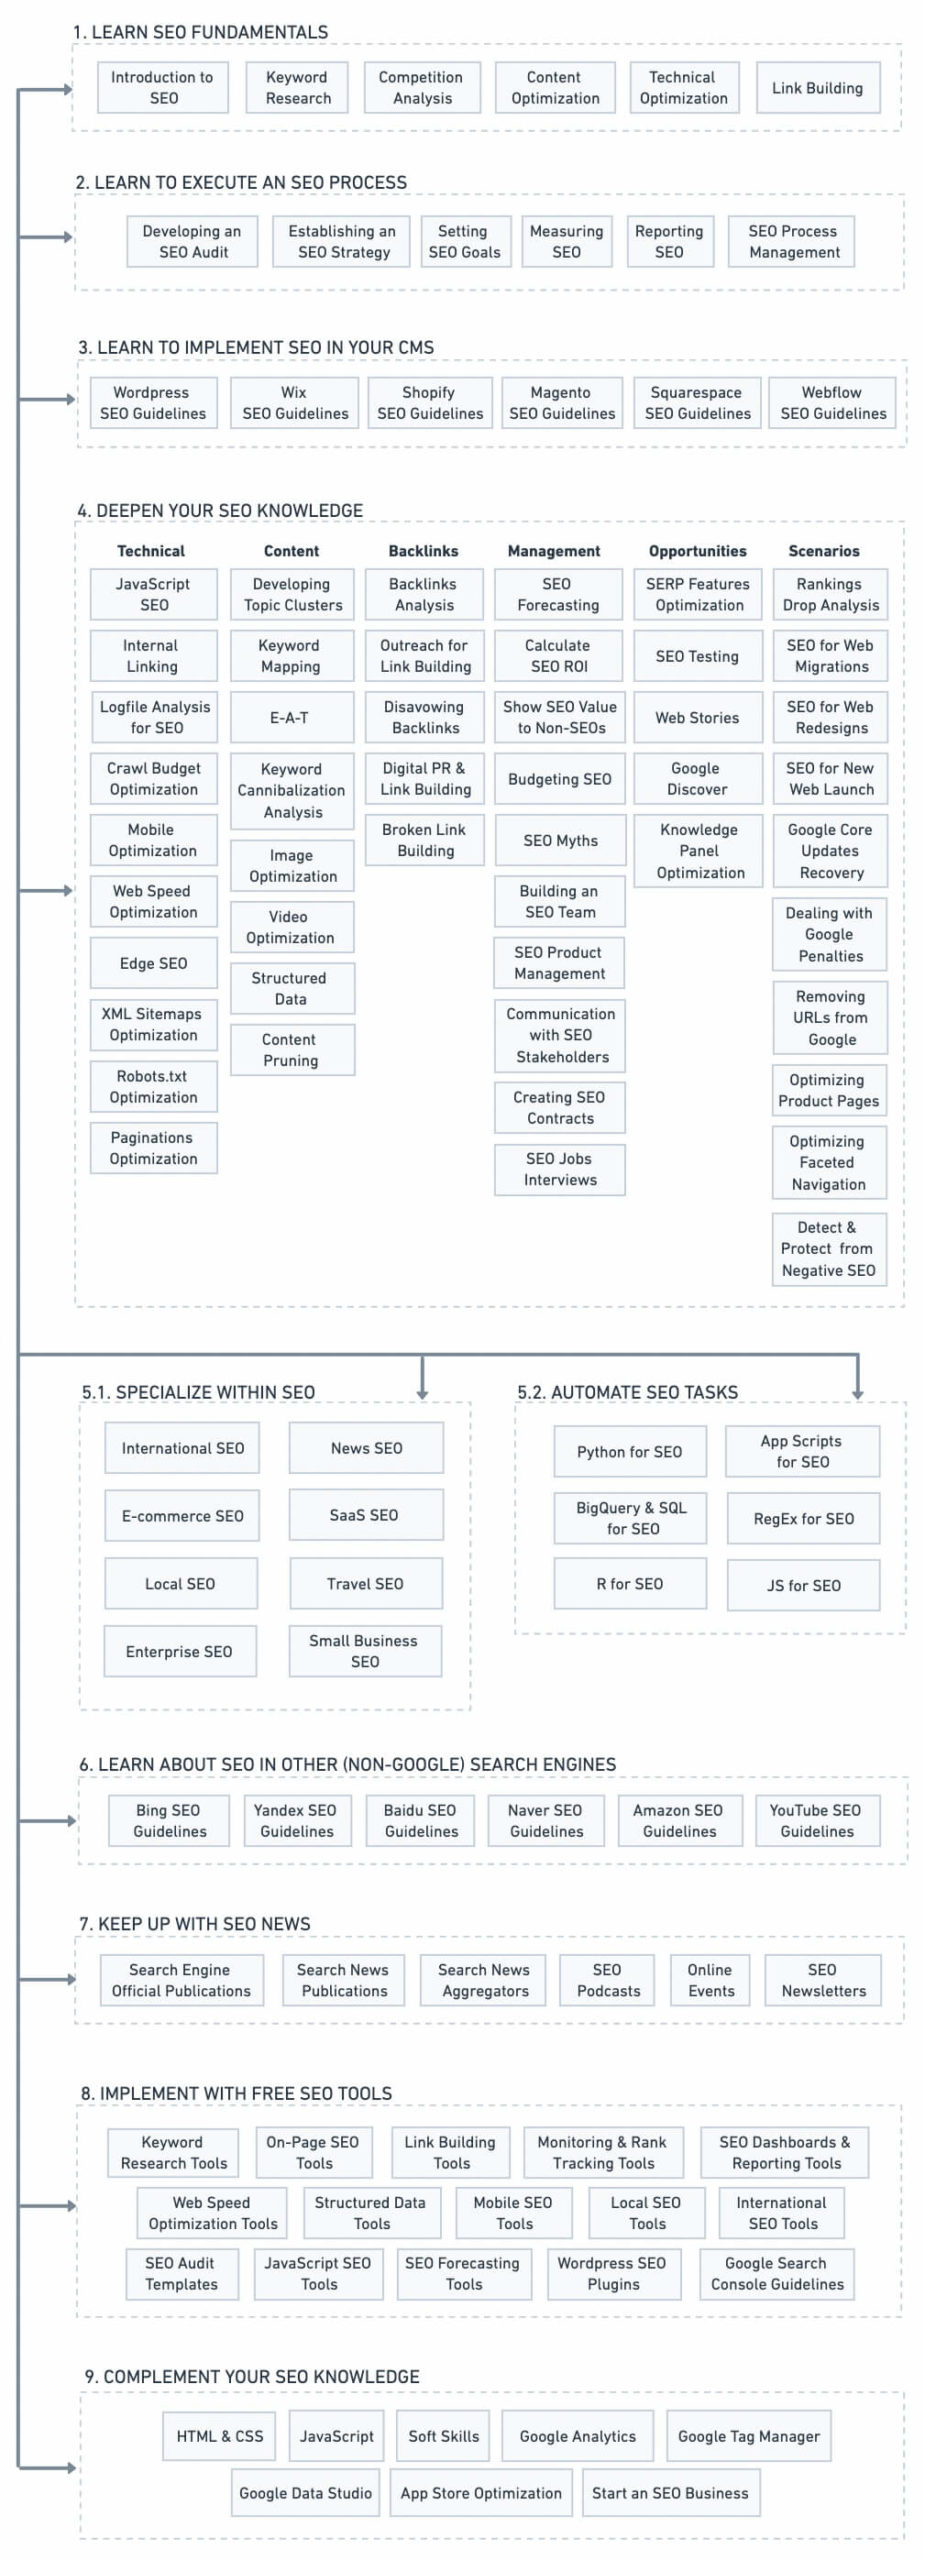 1. LEARN SEO FUNDAMENTALS
Introduction to
SEO
Keyword
Research
Competition
Analysis
Content
Optimization
Technical
Optimization
Link Building
2. LEARN TO EXECUTE AN SEO PROCESS
Developing an
SEO Audit
Establishing an
SEO Strategy
Setting
SEO Goals
Measuring
SEO
Reporting
SEO
SEO Process
Management
3. LEARN TO IMPLEMENT SEO IN YOUR CMS
Wordpress
SEO Guidelines
Wix
SEO Guidelines
Shopify
SEO Guidelines
Magento
SEO Guidelines
Squarespace
SEO Guidelines
Webflow
SEO Guidelines
4. DEEPEN YOUR SEO KNOWLEDGE
Technical
JavaScript
SEO
Internal
Linking
Logfile Analysis
for SEO
Crawl Budget
Optimization
Mobile
Optimization
Web Speed
Optimization
Edge SEO
XML Sitemaps
Optimization
Robots.txt
Optimization
Paginations
Optimization
Content
Developing
Topic Clusters
Keyword
Mapping
E-A-T
Keyword
Cannibalization
Analysis
Image
Optimization
Video
Optimization
Structured
Data
Content
Pruning
Backlinks
Backlinks
Analysis
Outreach for
Link Building
Disavowing
Backlinks
Digital PR &
Link Building
Broken Link
Building
Management
SEO
Forecasting
Calculate
SEO ROI
Show SEO Value
to Non-SEOs
Budgeting SEO
SEO Myths
Building an
SEO Team
SEO Product
Management
Communication
with SEO
Stakeholders
Creating SEO
Contracts
SEO Jobs
Interviews
Opportunities
SERP Features
Optimization
SEO Testing
Web Stories
Google
Discover
Knowledge
Panel
Optimization
Scenarios
Rankings
Drop Analysis
SEO for Web
Migrations
SEO for Web
Redesigns
SEO for New
Web Launch
Google Core
Updates
Recovery
Dealing with
Google
Penalties
Removing
URLs from
Google
Optimizing
Product Pages
Optimizing
Faceted
Navigation
Detect &
Protect from
Negative SEO
5.1. SPECIALIZE WITHIN SEO
International SEO
News SEO
E-commerce SEO
SaaS SEO
Local SEO
Travel SEO
Enterprise SEO
Small Business
SEO
5.2. AUTOMATE SEO TASKS
Python for SEO
App Scripts
for SEO
BigQuery & SQL
for SEO
RegEx for SEO
R for SEO
JS for SEO
6. LEARN ABOUT SEO IN OTHER (NON-GOOGLE) SEARCH ENGINES
Bing SEO
Guidelines
Yandex SEO
Guidelines
Baidu SEO
Guidelines
Naver SEO
Guidelines
Amazon SEO
Guidelines
YouTube SEO
Guidelines
7. KEEP UP WITH SEO NEWS
Search Engine
Official Publications
Search News
Publications
Search News
Aggregators
SEO
Podcasts
Online
Events
SEO
Newsletters
8. IMPLEMENT WITH FREE SEO TOOLS
Keyword
Research Tools
On-Page SEO
Tools
Link Building
Tools
Monitoring & Rank
Tracking Tools
SEO Dashboards &
Reporting Tools
Web Speed
Optimization Tools
Structured Data
Tools
Mobile SEO
Tools
Local SEO
Tools
International
SEO Tools
SEO Audit
Templates
JavaScript SEO
Tools
SEO Forecasting
Tools
Wordpress SEO
Plugins
Google Search
Console Guidelines
9. COMPLEMENT YOUR SEO KNOWLEDGE
HTML & CSS
JavaScript
Soft Skills
Google Analytics
Google Tag Manager
Google Data Studio
App Store Optimization
Start an SEO Business